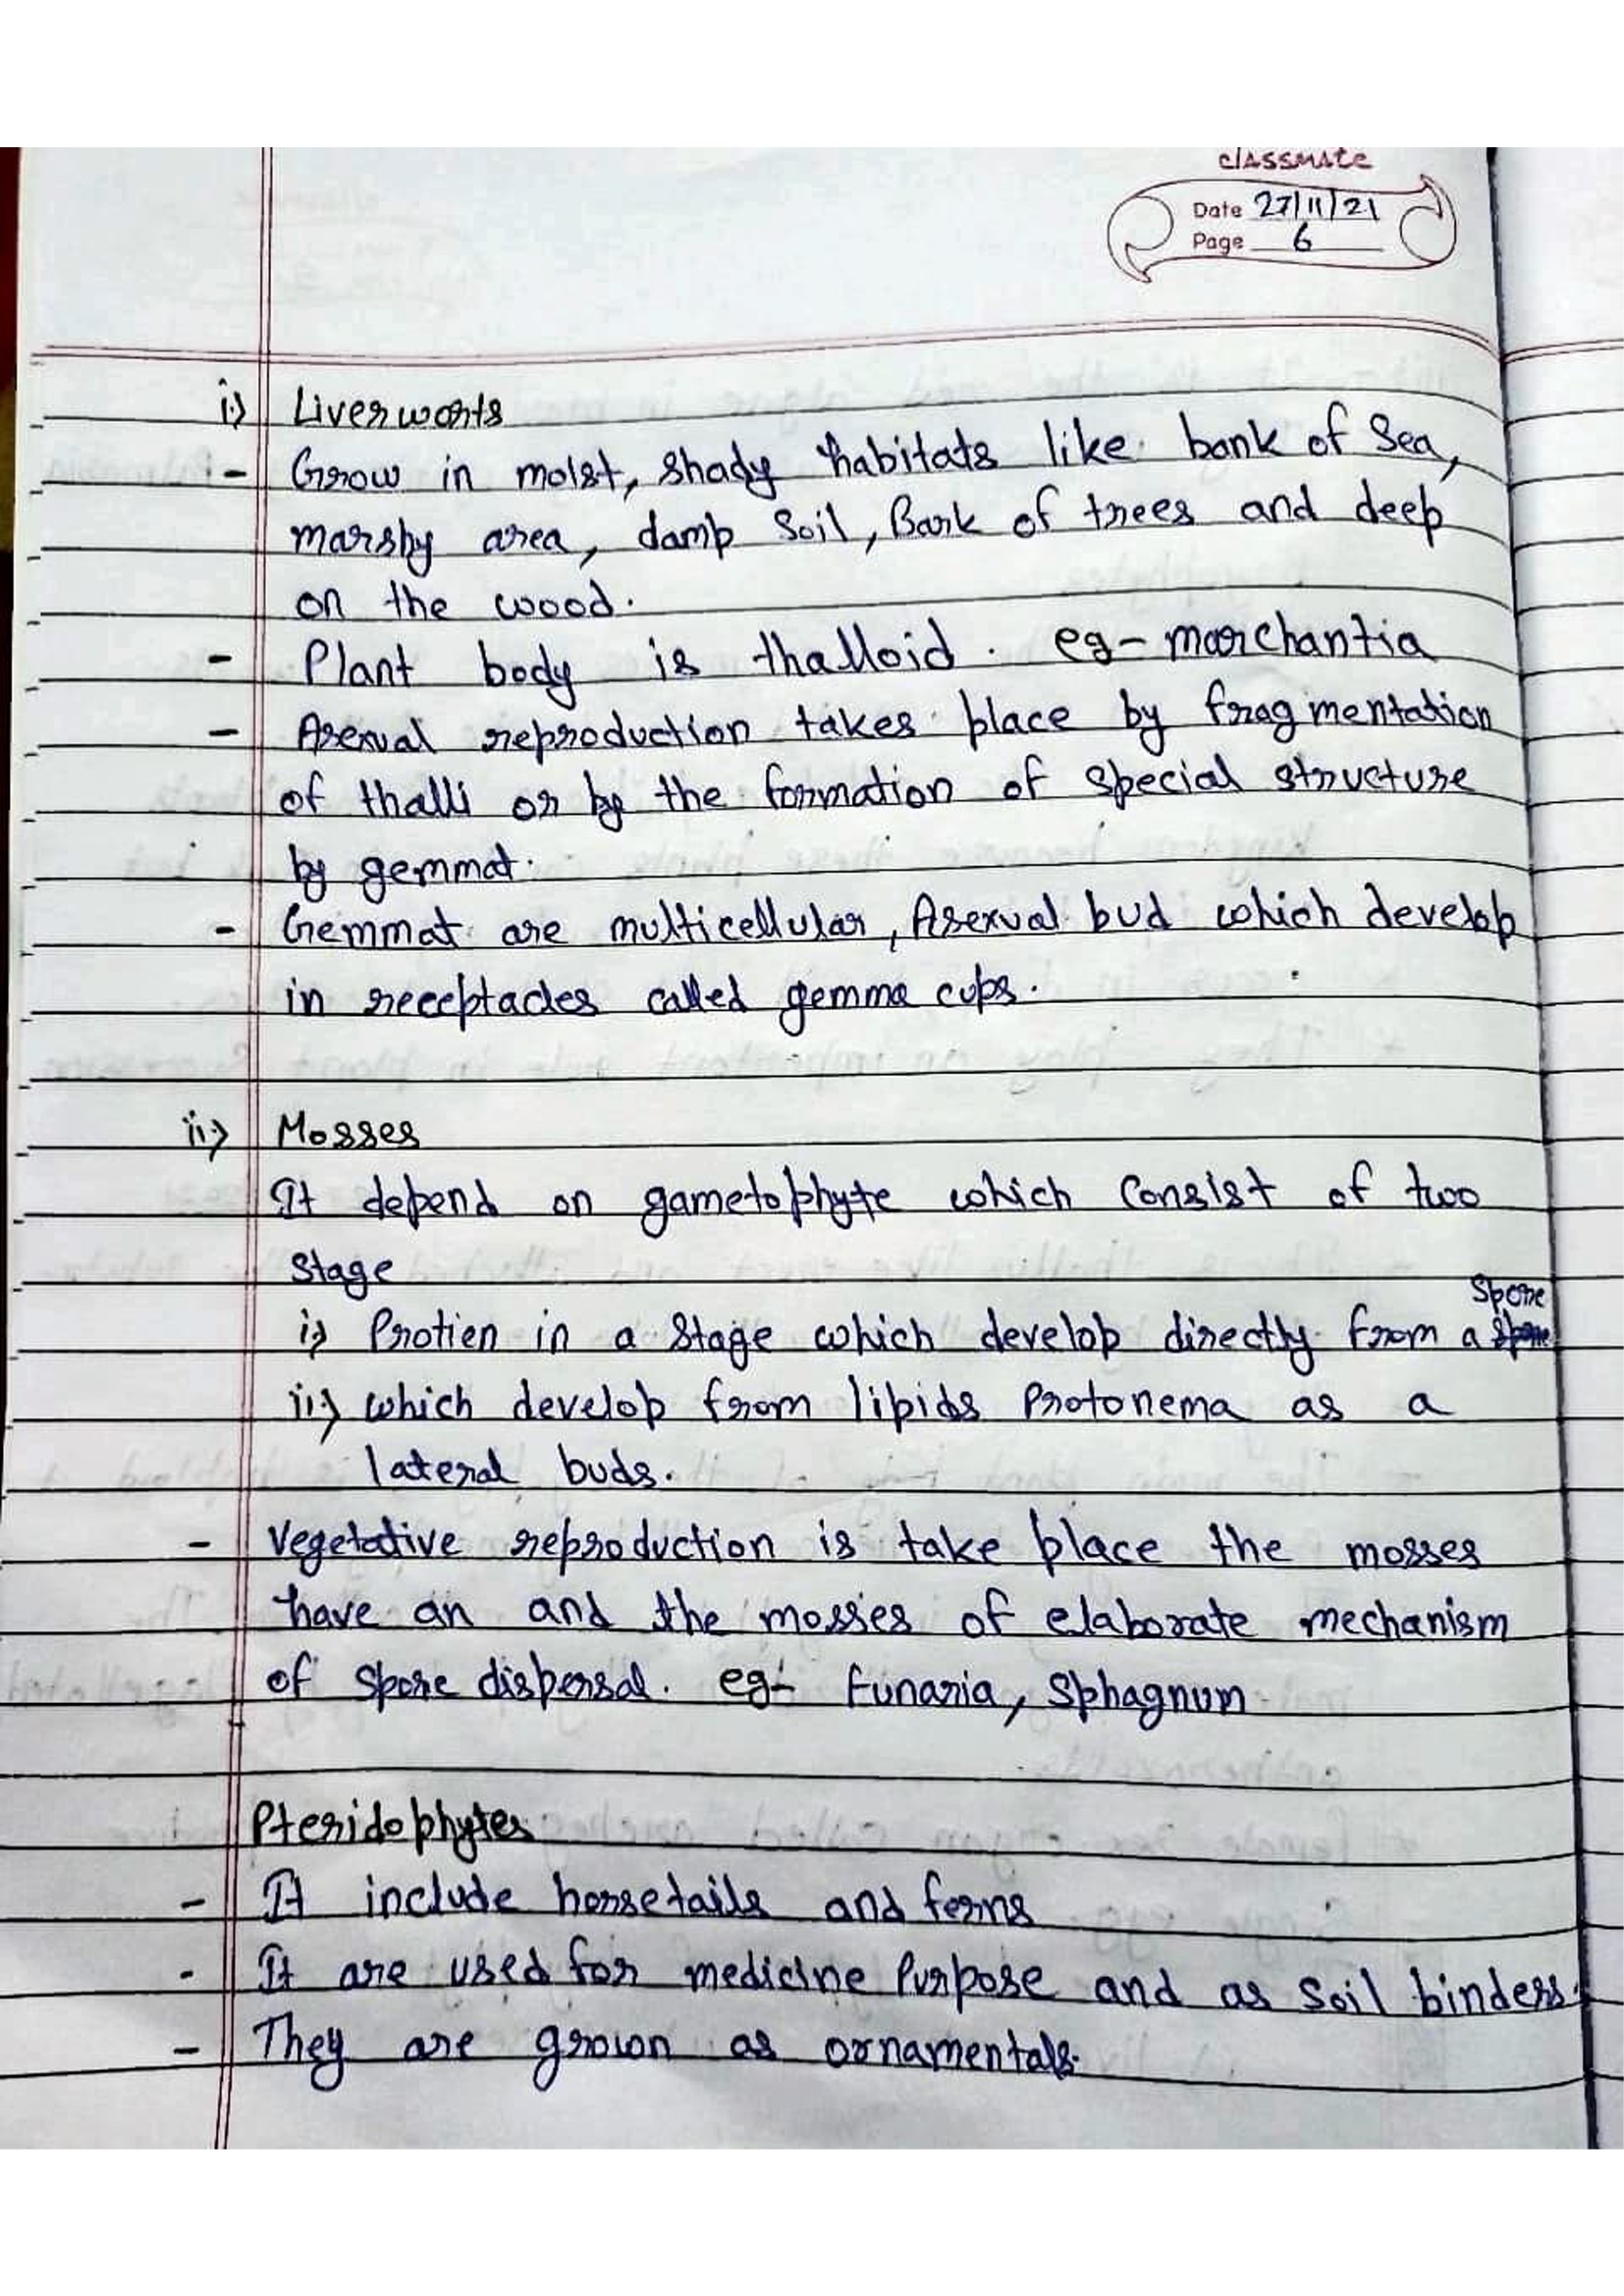 classmate
Date 27/11/21
Page 6
i) Liverworts
- Grow in moist, shady habitats like bank of Sea,
marshy area, damp Soil, Bark of trees and deep
on the wood.
- Plant body is thalloid. eg- marchantia
- Asexual reproduction takes place by fragmentation
of thalli or by the formation of special structure
by gemmat.
- Gemmat are multicellular, Asexual bud which develop
in receptacles called gemma cups.
ii) Mosses
It depend on gametophyte which Consist of two
Stage
Spore
i) Protien in a Stage which develop directly from a
ii) which develop from lipids Protonema as a
lateral buds.
- Vegetative reproduction is take place the mosses
have an and the mosses of elaborate mechanism
of spore dispersal. eg- Funaria, Sphagnum
Pteridophytes
- It include horsetails and ferns
- It are used for medicine Purpose and as Soil binders.
- They are grown as ornamentals.